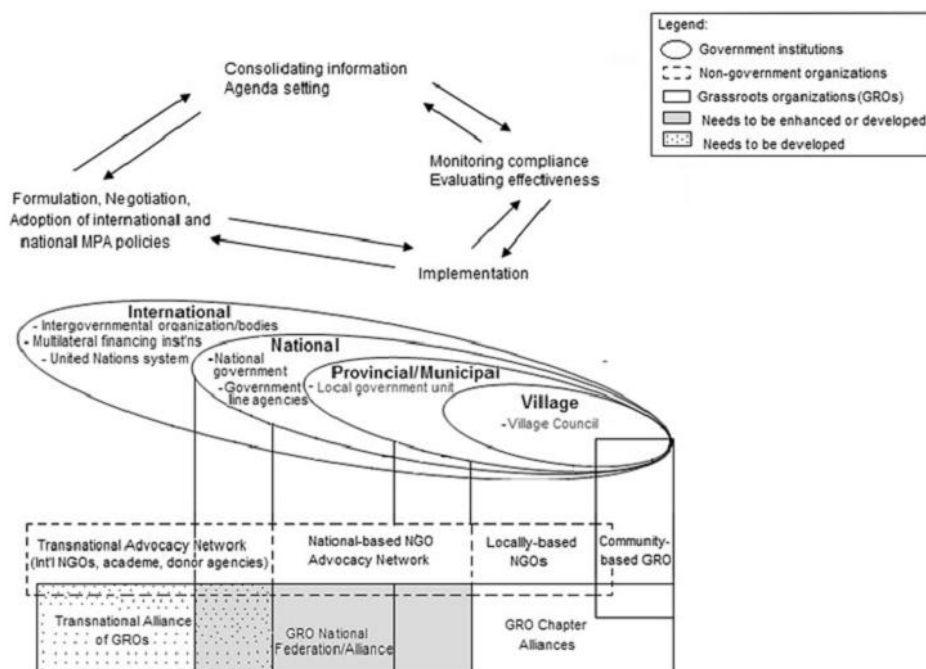 Legend:
Government institutions
Non-government organizations
Grassroots organizations (GROs)
Needs to be enhanced or developed
Needs to be developed
Consolidating information
Agenda setting
Monitoring compliance
Evaluating effectiveness
Formulation, Negotiation,
Adoption of international and
national MPA policies
Implementation
International
- Intergovernmental organization/bodies
- Multilateral financing inst'ns
- United Nations system
National
- National
government
- Government
line agencies
Provincial/Municipal
- Local government unit
Village
- Village Council
Transnational Advocacy Network
(Int'l NGOs, academe, donor agencies)
National-based NGO
Advocacy Network
Locally-based
NGOs
Community-
based GRO
Transnational Alliance
of GROs
GRO National
Federation/Alliance
GRO Chapter
Alliances